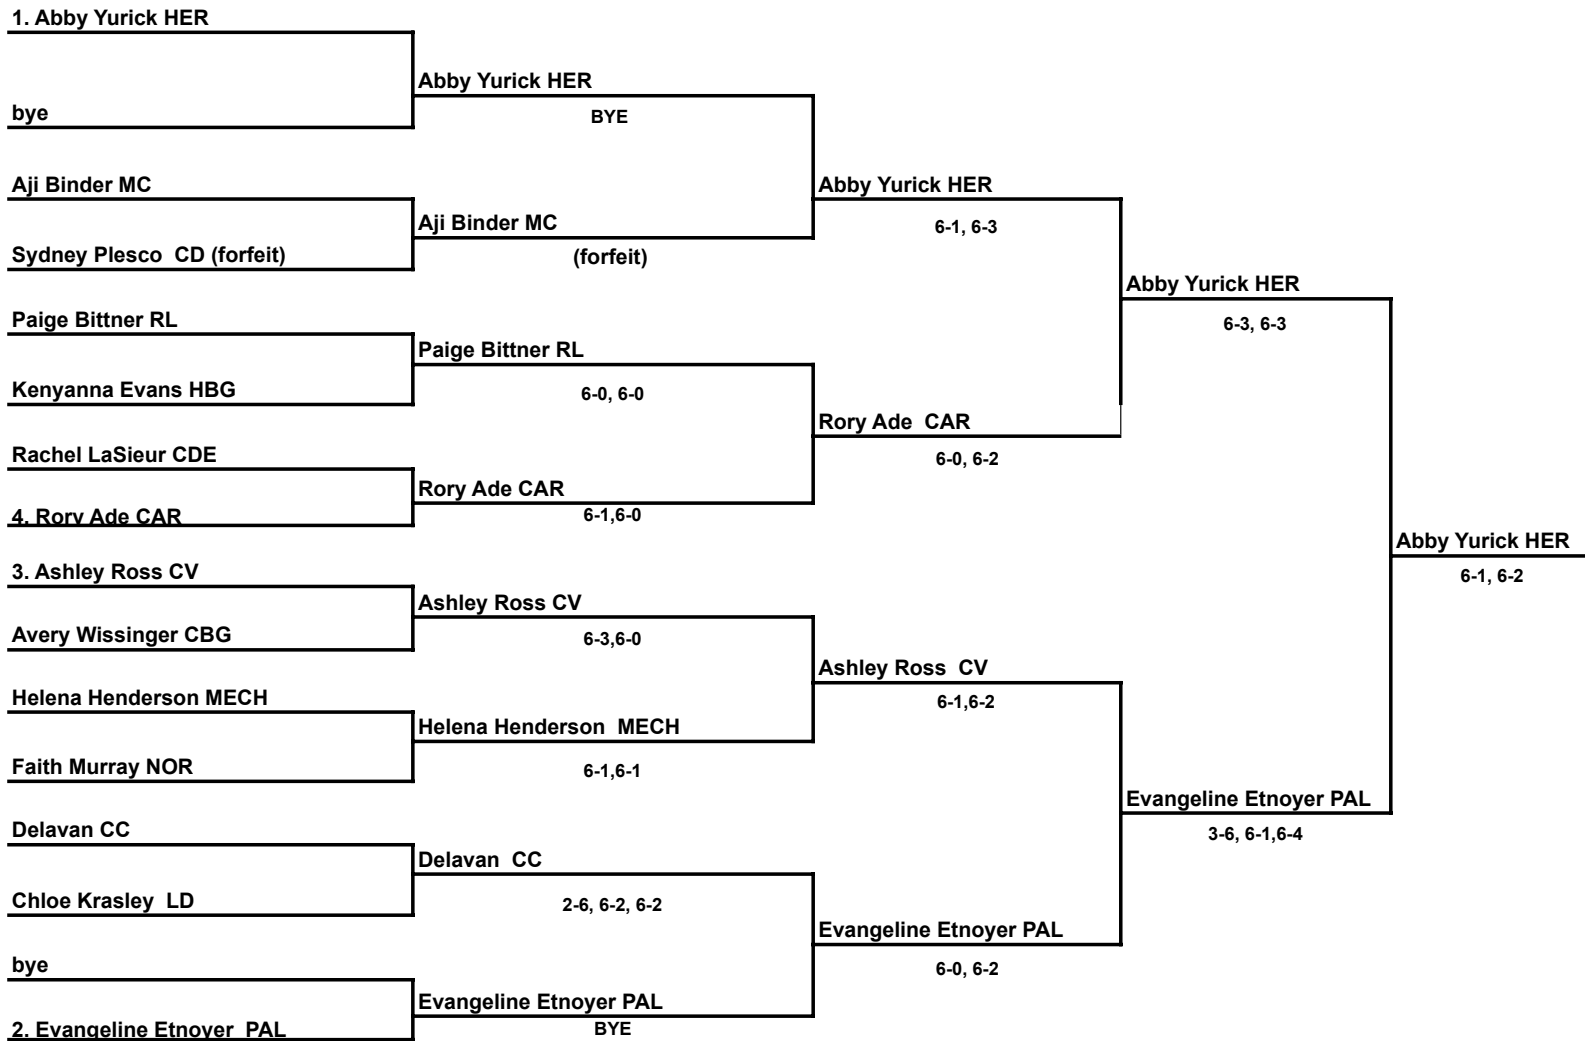 1. Abby Yurick HER
bye
Aji Binder MC
Sydney Plesco  CD (forfeit)
Paige Bittner RL
Kenyanna Evans HBG
Rachel LaSieur CDE
4. Rory Ade CAR
3. Ashley Ross CV
Avery Wissinger CBG
Helena Henderson MECH
Faith Murray NOR
Delavan CC
Chloe Krasley  LD
bye
2. Evangeline Etnoyer  PAL
Abby Yurick HER
BYE
Aji Binder MC
(forfeit)
Paige Bittner RL
6-0, 6-0
Rory Ade CAR
6-1,6-0
Ashley Ross CV
6-3,6-0
Helena Henderson  MECH
6-1,6-1
Delavan  CC
2-6, 6-2, 6-2
Evangeline Etnoyer PAL
BYE
Abby Yurick HER
6-1, 6-3
Rory Ade  CAR
6-0, 6-2
Ashley Ross  CV
6-1,6-2
Evangeline Etnoyer PAL
6-0, 6-2
Abby Yurick HER
6-3, 6-3
Evangeline Etnoyer PAL
3-6, 6-1,6-4
Abby Yurick HER
6-1, 6-2